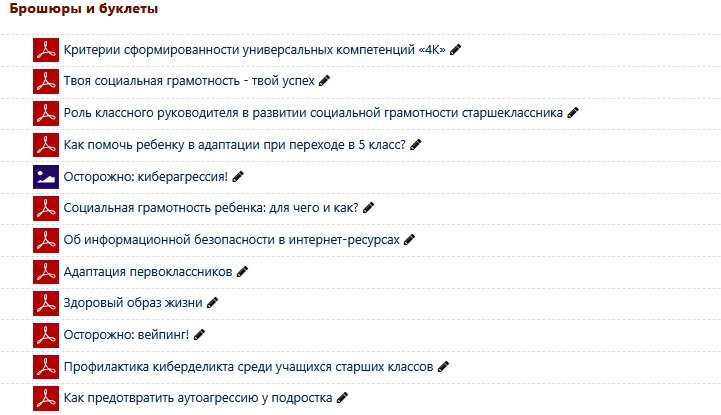 Брошюры и буклеты
Критерии сформированности универсальных компетенций «4К»
Твоя социальная грамотность - твой успех
Роль классного руководителя в развитии социальной грамотности старшеклассника
Как помочь ребенку в адаптации при переходе в 5 класс?
Осторожно: киберагрессия!
Социальная грамотность ребенка: для чего и как?
Об информационной безопасности в интернет-ресурсах
Адаптация первоклассников
Здоровый образ жизни
Осторожно: вейпинг!
Профилактика киберделикта среди учащихся старших классов
Как предотвратить аутоагрессию у подростка